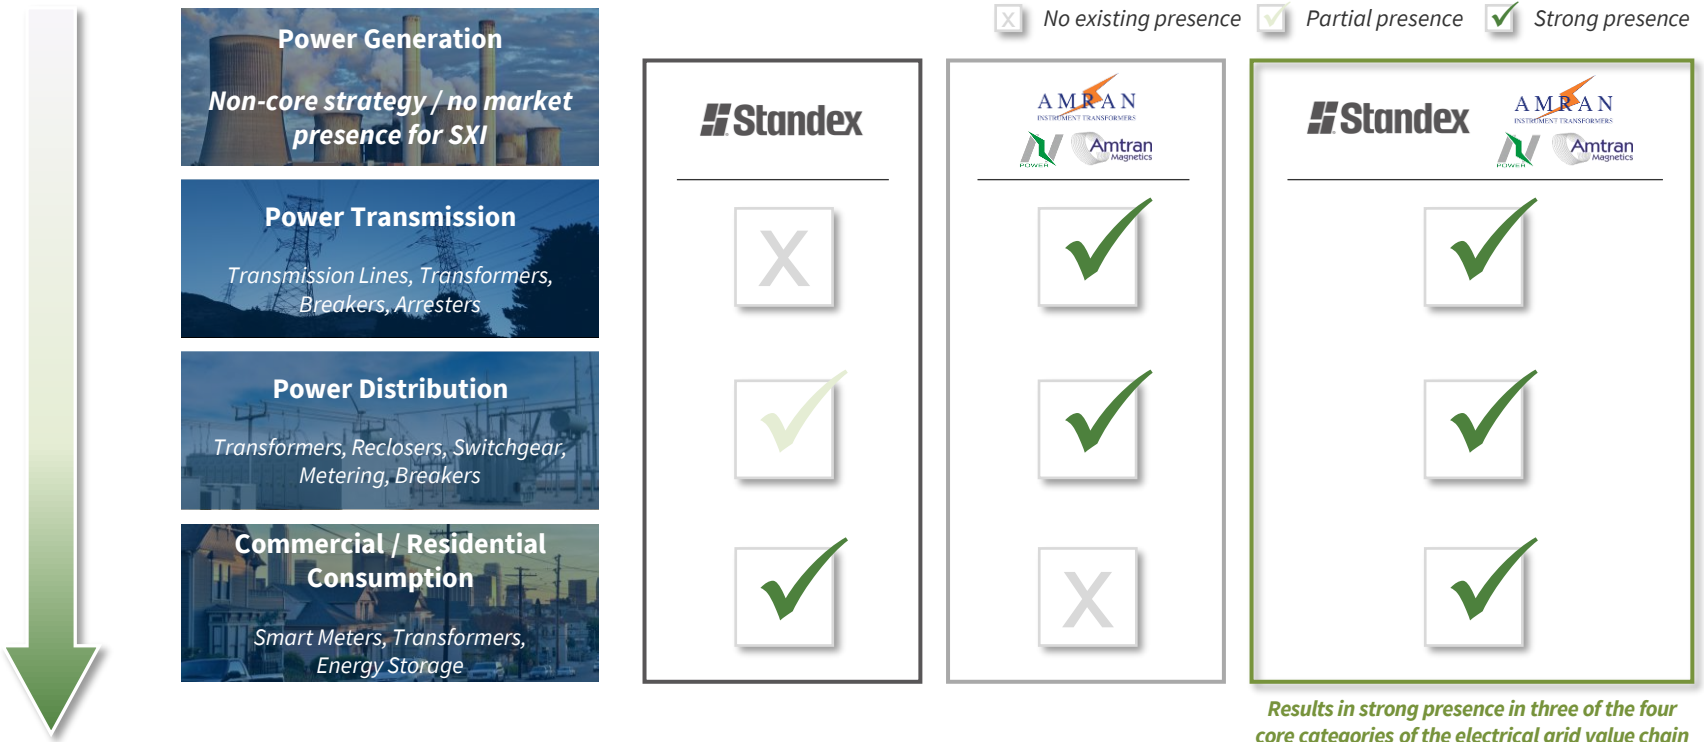 No existing presence
Partial presence
Strong presence
Power Generation
Non-core strategy / no market
presence for SXI
Standex
AMRAN
INSTRUMENT TRANSFORMERS
N
POWER
Amtran
Magnetics
Standex
AMRAN
INSTRUMENT TRANSFORMERS
N
POWER
Amtran
Magnetics
Power Transmission
Transmission Lines, Transformers,
Breakers, Arresters
Power Distribution
Transformers, Reclosers, Switchgear,
Metering, Breakers
Commercial / Residential
Consumption
Smart Meters, Transformers,
Energy Storage
Results in strong presence in three of the four
core categories of the electrical grid value chain